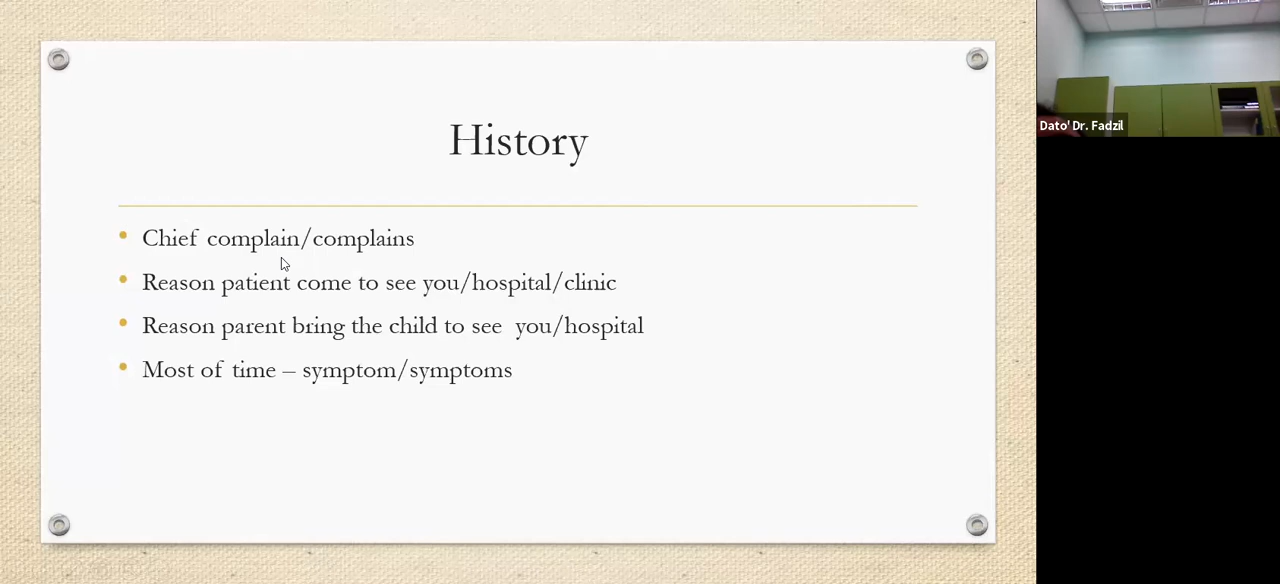 History
Chief complain/complains
Reason patient come to see you/hospital/clinic
Reason parent bring the child to see you/hospital
Most of time – symptom/symptoms
Dato' Dr. Fadzil